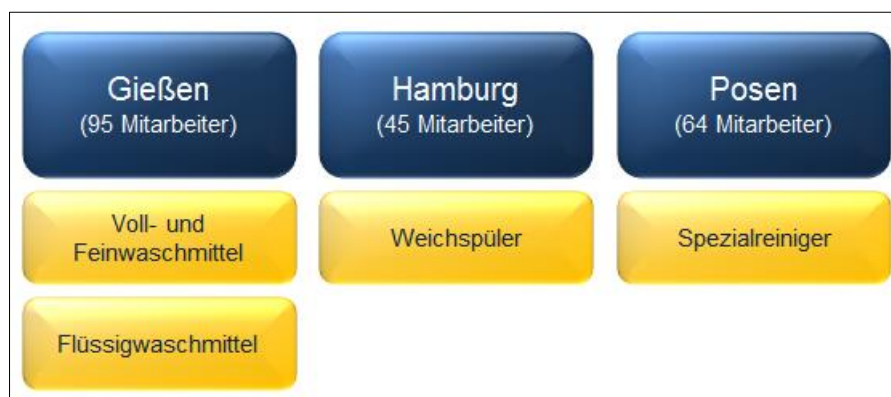 Gießen
(95 Mitarbeiter)
Hamburg
(45 Mitarbeiter)
Posen
(64 Mitarbeiter)
Voll- und
Feinwaschmittel
Weichspüler
Spezialreiniger
Flüssigwaschmittel